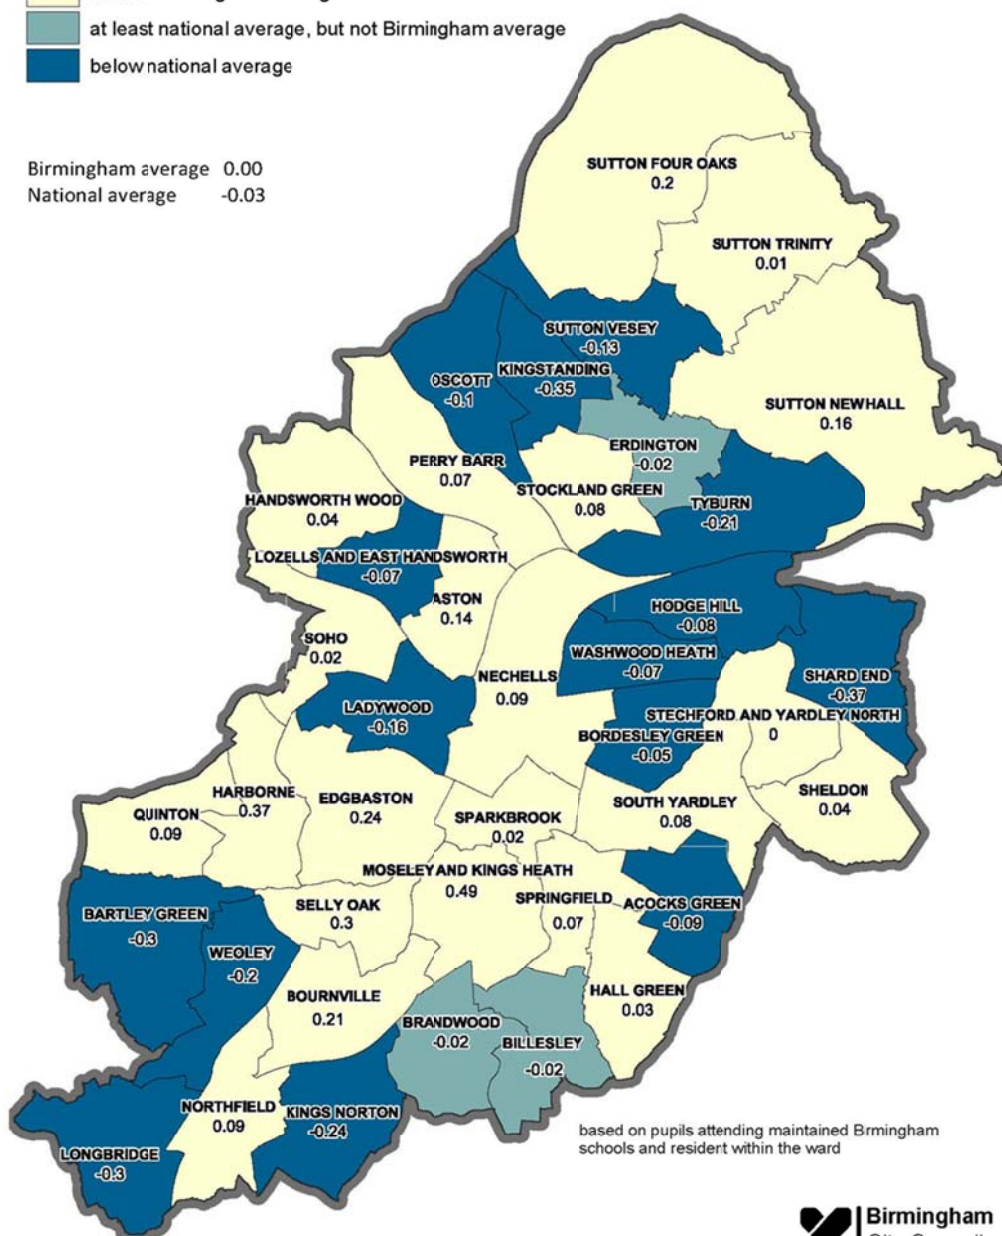 at least national average, but not Birmingham average
below national average
Birmingham average 0.00
National average -0.03
SUTTON FOUR OAKS
0.2
SUTTON TRINITY
0.01
SUTTON VESEY
-0.13
KINGSTANDING
-0.35
OSCOTT
-0.1
SUTTON NEWHALL
0.16
ERDINGTON
-0.02
PERRY BARR
0.07
STOCKLAND GREEN
0.08
TYBURN
-0.21
HANDSWORTH WOOD
0.04
LOZELLS AND EAST HANDSWORTH
-0.07
ASTON
0.14
HODGE HILL
-0.08
SOHO
0.02
WASHWOOD HEATH
-0.07
NECHELLS
0.09
SHARD END
-0.37
LADYWOOD
-0.16
STECHFORD AND YARDLEY NORTH
0
BORDESLEY GREEN
-0.05
HARBORNE
0.37
EDGBASTON
0.24
SHELDON
0.04
SOUTH YARDLEY
0.08
QUINTON
0.09
SPARKBROOK
0.02
MOSELEY AND KINGS HEATH
0.49
SPRINGFIELD
0.07
ACOCKS GREEN
-0.09
SELLY OAK
0.3
BARTLEY GREEN
-0.3
WEOLEY
-0.2
BOURNVILLE
0.21
HALL GREEN
0.03
BRANDWOOD
-0.02
BILLESLEY
-0.02
NORTHFIELD
0.09
KINGS NORTON
-0.24
LONGBRIDGE
-0.3
based on pupils attending maintained Birmingham
schools and resident within the ward
Birmingham